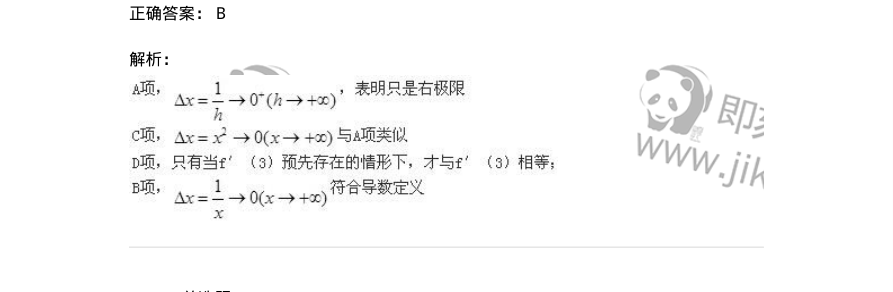 正确答案： B
解析：
A项，Δx=1/h→0⁺(h→+∞)，表明只是右极限
C项，Δx=x²→0(x→+∞)与A项类似
D项，只有当f′（3）预先存在的情形下，才与f′（3）相等；
B项，Δx=1/x→0(x→+∞)符合导数定义
即
www.jik